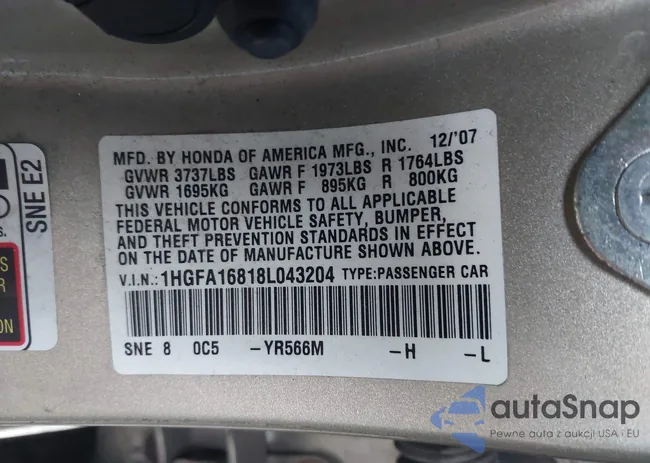 MFD. BY HONDA OF AMERICA MFG., INC. 12/'07
GVWR 3737LBS GAWR F 1973LBS R 1764LBS
GVWR 1695KG GAWR F 895KG R 800KG
THIS VEHICLE CONFORMS TO ALL APPLICABLE
FEDERAL MOTOR VEHICLE SAFETY, BUMPER,
AND THEFT PREVENTION STANDARDS IN EFFECT
ON THE DATE OF MANUFACTURE SHOWN ABOVE.
V.I.N.: 1HGFA16818L043204 TYPE:PASSENGER CAR
SNE 8 0C5 -YR566M -H -L
SNE E2
S.
S
R
ION
autaSnap
Pewne auta z aukcji USA i EU